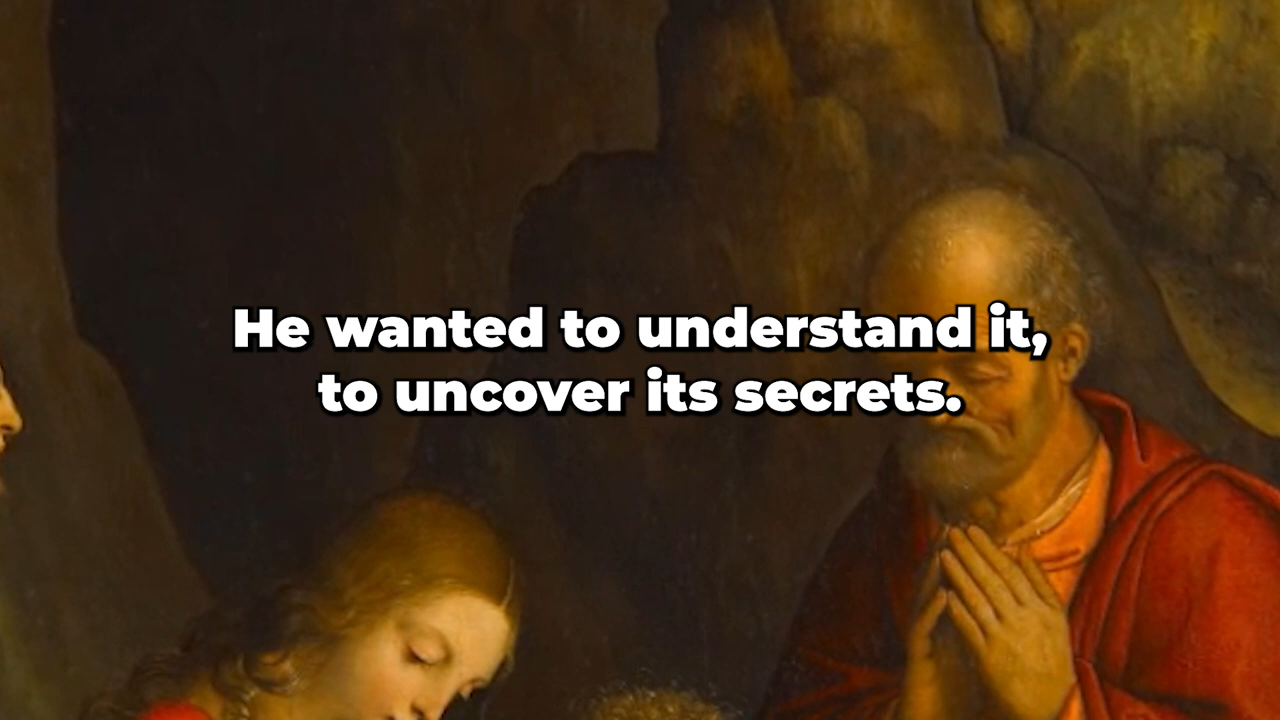 He wanted to understand it,
to uncover its secrets.